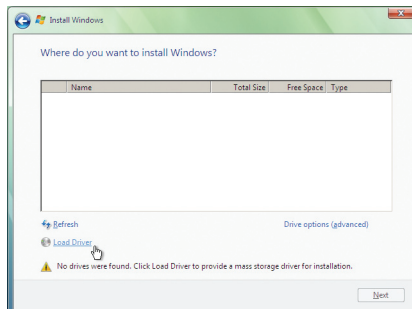 Install Windows
Where do you want to install Windows?
Name Total Size Free Space Type
Refresh Drive options (advanced)
Load Driver
No drives were found. Click Load Driver to provide a mass storage driver for installation.
Next